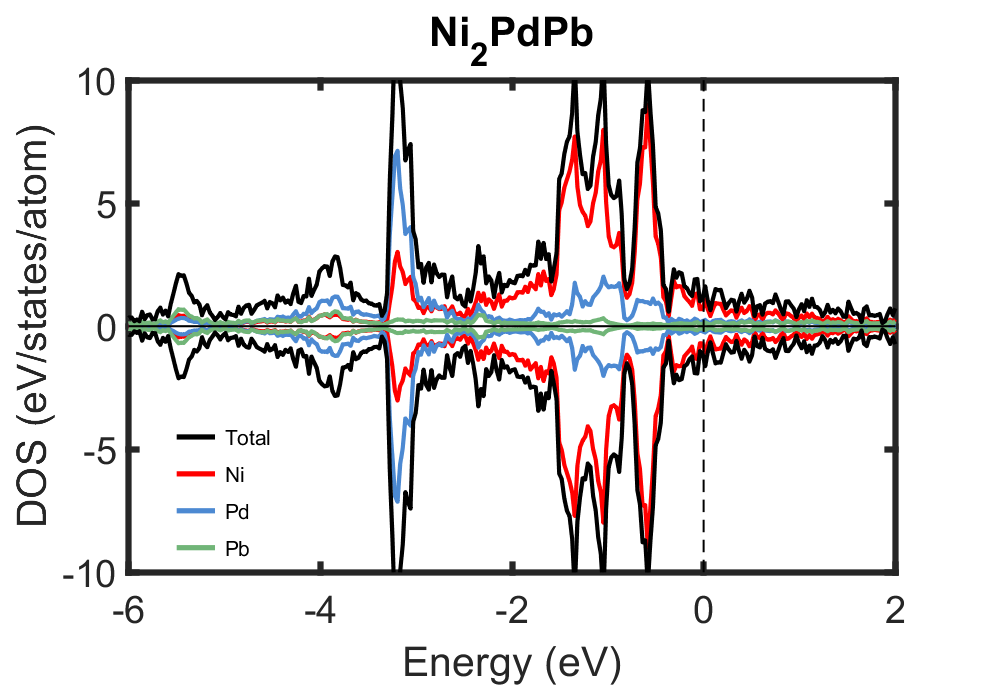 Ni2PdPb
10
5
0
-5
-10
DOS (eV/states/atom)
Total
Ni
Pd
Pb
-6 -4 -2 0 2
Energy (eV)